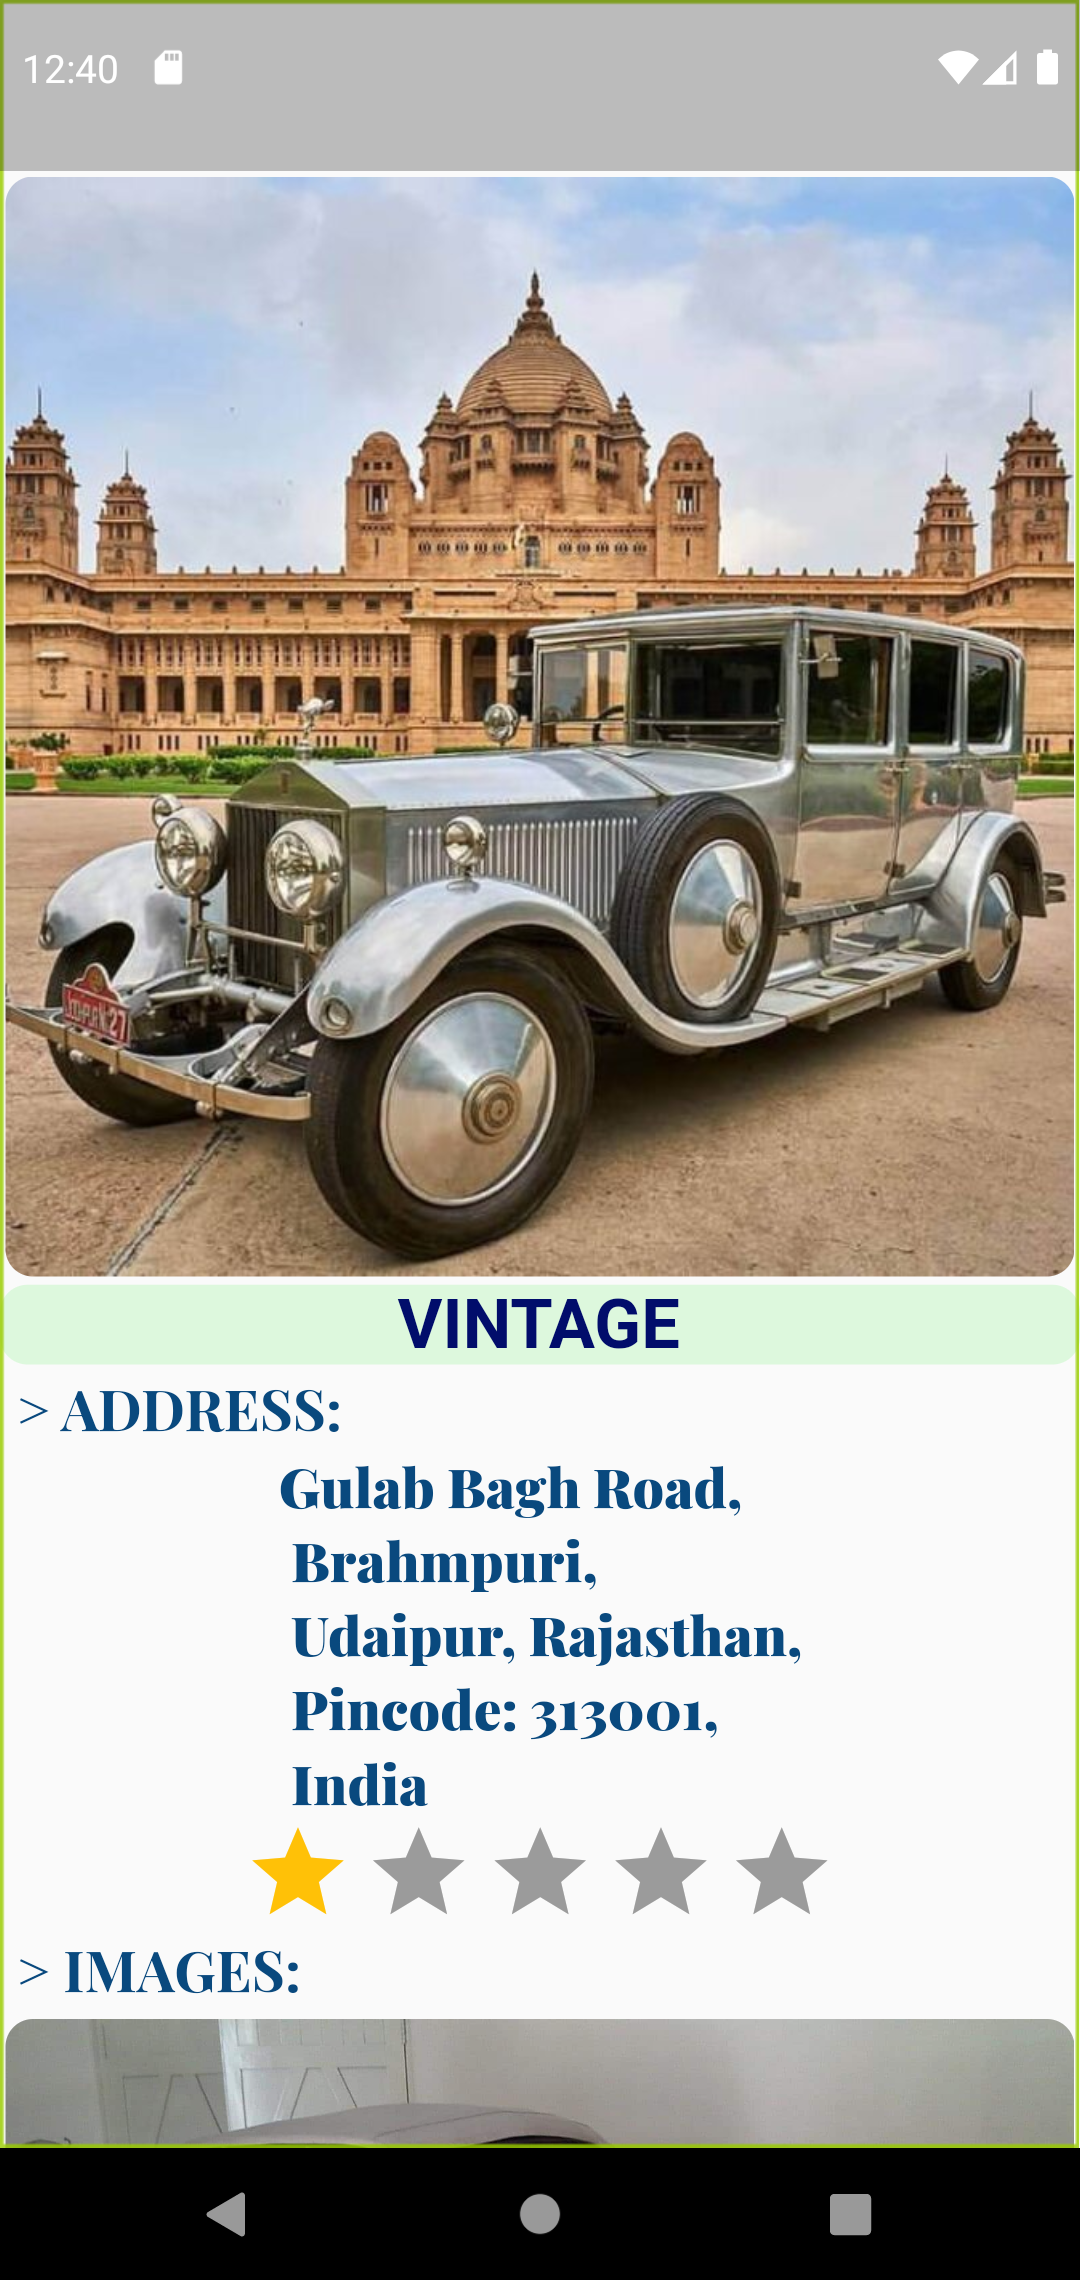 12:40
VINTAGE
> ADDRESS:
Gulab Bagh Road,
Brahmpuri,
Udaipur, Rajasthan,
Pincode: 313001,
India
> IMAGES: